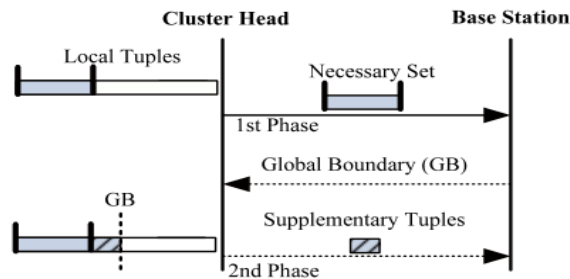 Cluster Head
Base Station
Local Tuples
Necessary Set
1st Phase
Global Boundary (GB)
GB
Supplementary Tuples
2nd Phase